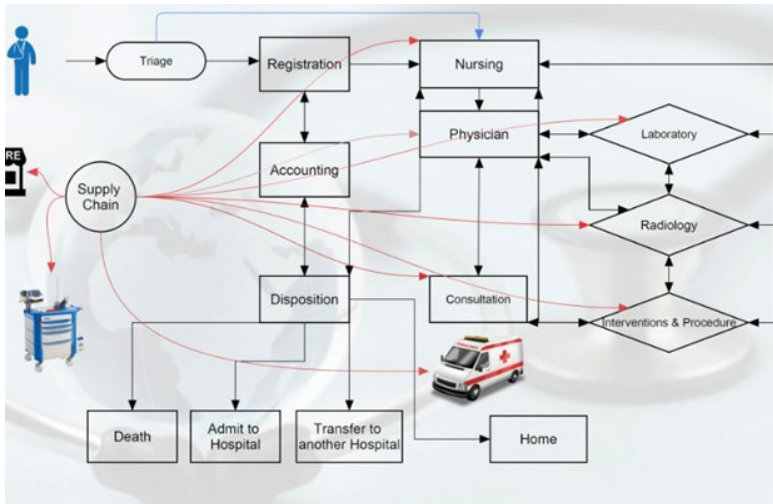 Triage
Registration
Nursing
Physician
Laboratory
RE
Supply
Chain
Accounting
Radiology
Disposition
Consultation
Interventions & Procedure
Death
Admit to
Hospital
Transfer to
another Hospital
Home